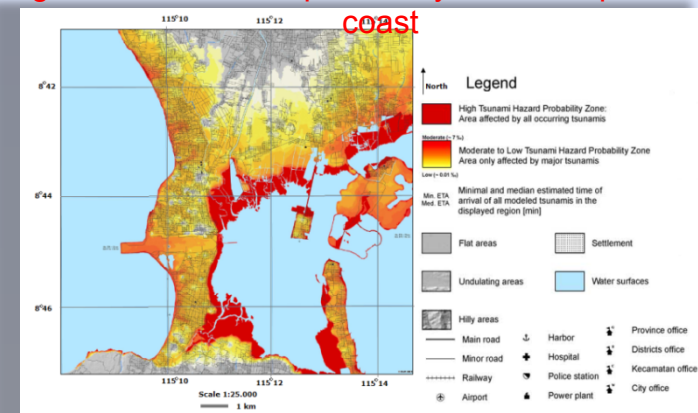 coast
115°10
115°12
8°42
8°44
8°46
115°10
115°12
115°14
Scale 1:25.000
1 km
North
Legend
High Tsunami Hazard Probability Zone:
Area affected by all occurring tsunamis
Moderate to Low Tsunami Hazard Probability Zone
Area only affected by major tsunamis
Min. ETA
Med. ETA
Minimal and median estimated time of
arrival of all modeled tsunamis in the
displayed region [min]
Flat areas
Settlement
Undulating areas
Water surfaces
Hilly areas
Main road
Harbor
Province office
Minor road
Hospital
Districts office
Railway
Police station
Kecamatan office
Airport
Power plant
City office